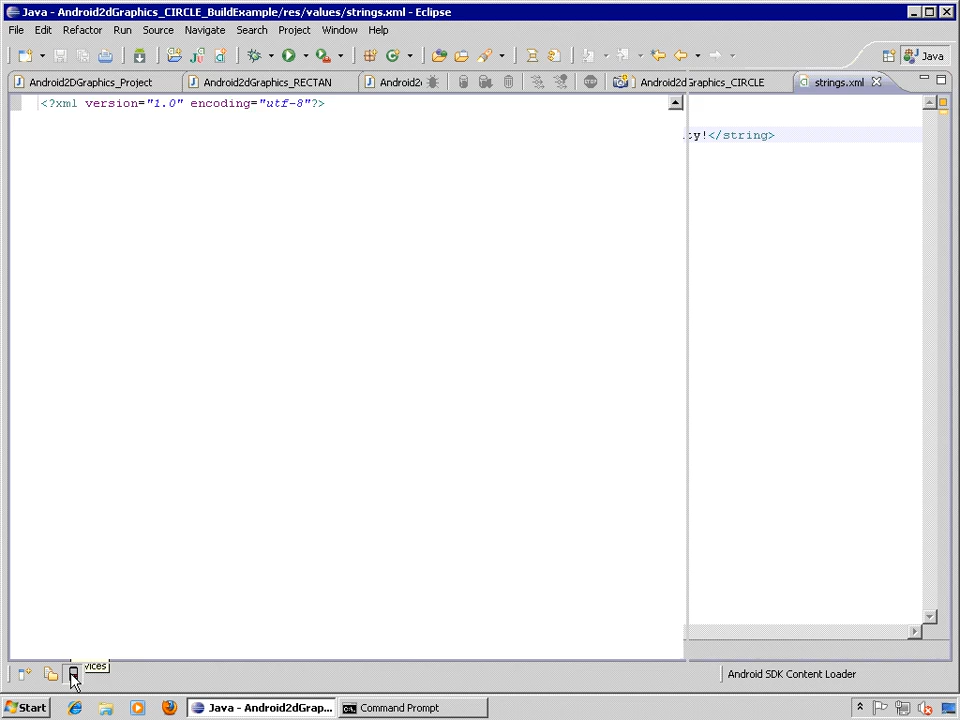 Java - Android2dGraphics_CIRCLE_BuildExample/res/values/strings.xml - Eclipse
File Edit Refactor Run Source Navigate Search Project Window Help
Java
Android2DGraphics_Project Android2dGraphics_RECTAN Android2d Graphics_CIRCLE strings.xml
<?xml version="1.0" encoding="utf-8"?>
ty!</string>
vices
Android SDK Content Loader
Start Java - Android2dGrap... Command Prompt